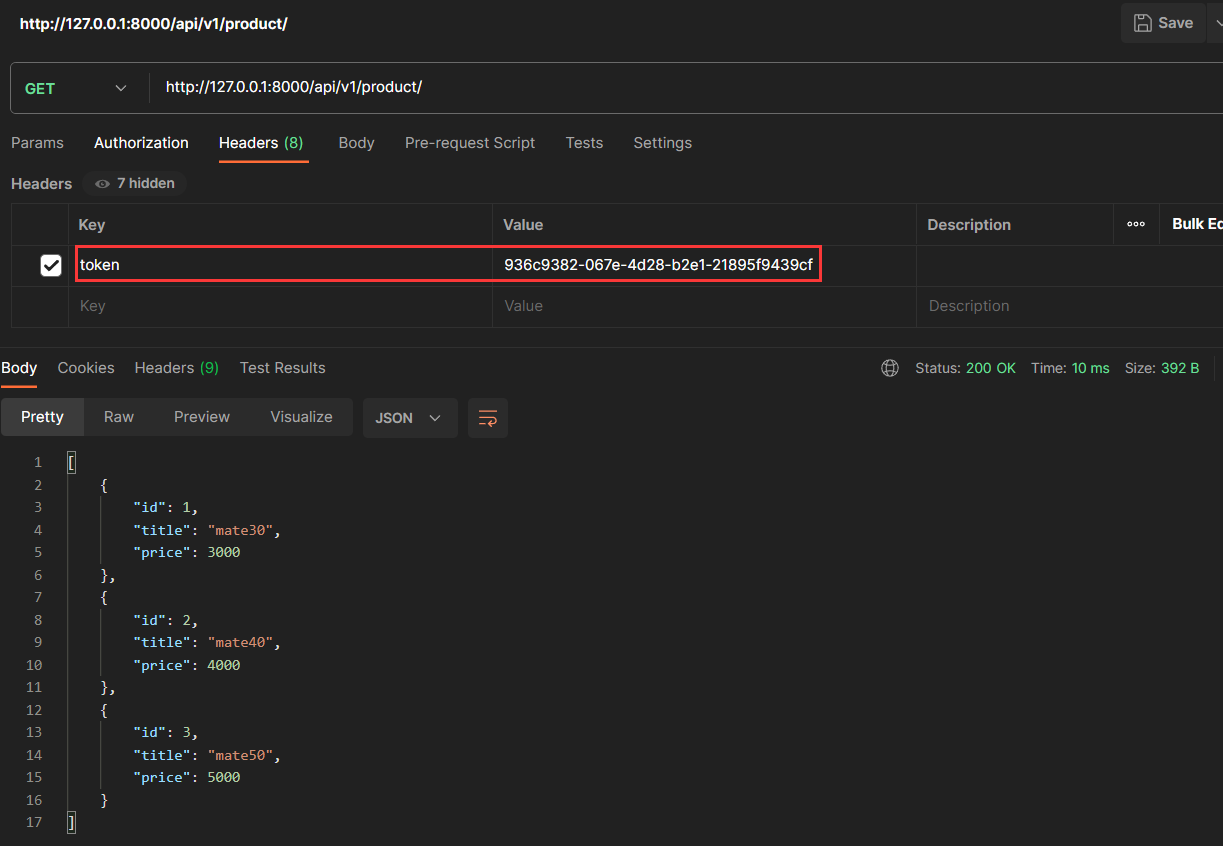 http://127.0.0.1:8000/api/v1/product/ Save
GET http://127.0.0.1:8000/api/v1/product/
Params Authorization Headers (8) Body Pre-request Script Tests Settings
Headers 7 hidden
Key Value Description Bulk Ed
token 936c9382-067e-4d28-b2e1-21895f9439cf
Key Value Description
Body Cookies Headers (9) Test Results Status: 200 OK Time: 10 ms Size: 392 B
Pretty Raw Preview Visualize JSON
1 [
2 {
3 "id": 1,
4 "title": "mate30",
5 "price": 3000
6 },
7 {
8 "id": 2,
9 "title": "mate40",
10 "price": 4000
11 },
12 {
13 "id": 3,
14 "title": "mate50",
15 "price": 5000
16 }
17 ]